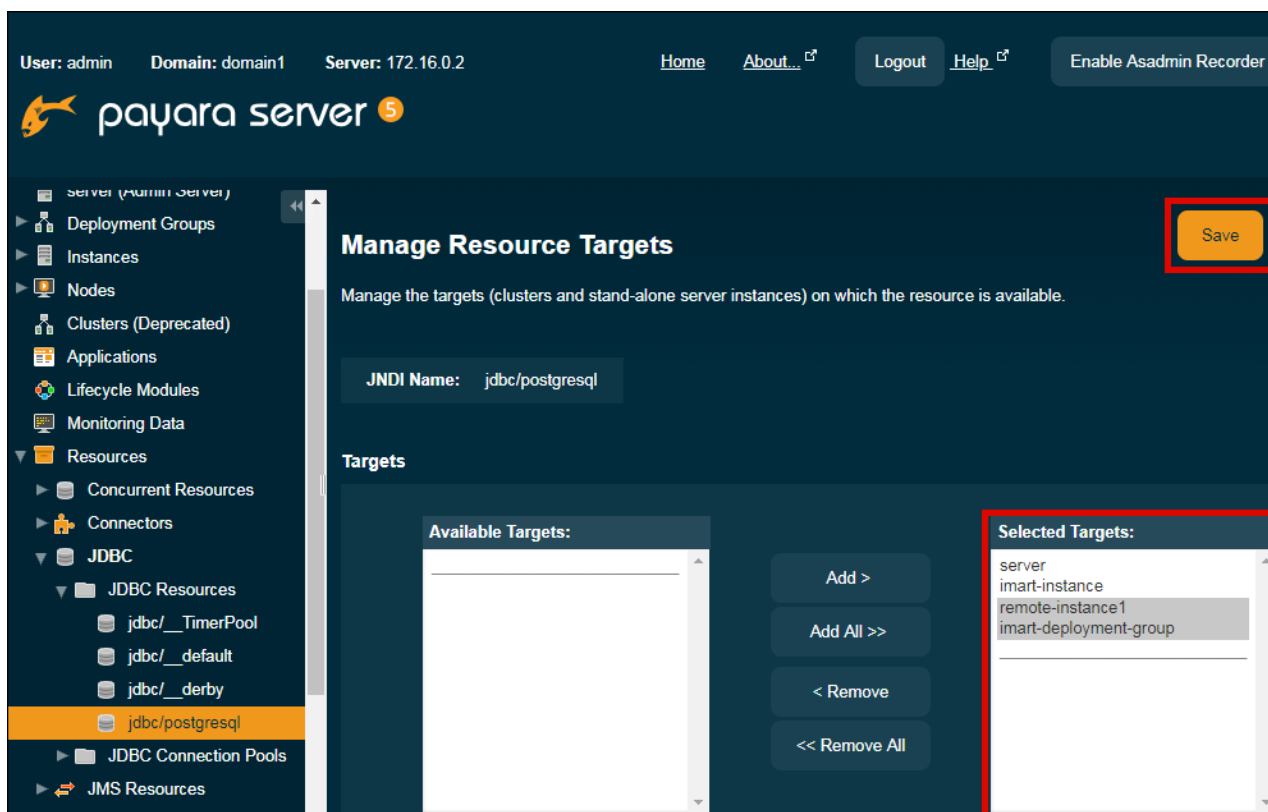 User: admin Domain: domain1 Server: 172.16.0.2 Home About... Logout Help Enable Asadmin Recorder
payara server 5
server (Admin Server)
Deployment Groups
Instances
Nodes
Clusters (Deprecated)
Applications
Lifecycle Modules
Monitoring Data
Resources
Concurrent Resources
Connectors
JDBC
JDBC Resources
jdbc/__TimerPool
jdbc/__default
jdbc/__derby
jdbc/postgresql
JDBC Connection Pools
JMS Resources
Save
Manage Resource Targets
Manage the targets (clusters and stand-alone server instances) on which the resource is available.
JNDI Name: jdbc/postgresql
Targets
Available Targets:
Add >
Add All >>
< Remove
<< Remove All
Selected Targets:
server
imart-instance
remote-instance1
imart-deployment-group